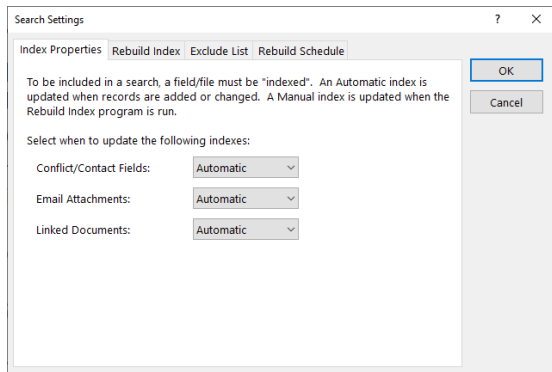 Search Settings
?
Index Properties Rebuild Index Exclude List Rebuild Schedule
OK
Cancel
To be included in a search, a field/file must be "indexed". An Automatic index is
updated when records are added or changed. A Manual index is updated when the
Rebuild Index program is run.
Select when to update the following indexes:
Conflict/Contact Fields: Automatic
Email Attachments: Automatic
Linked Documents: Automatic